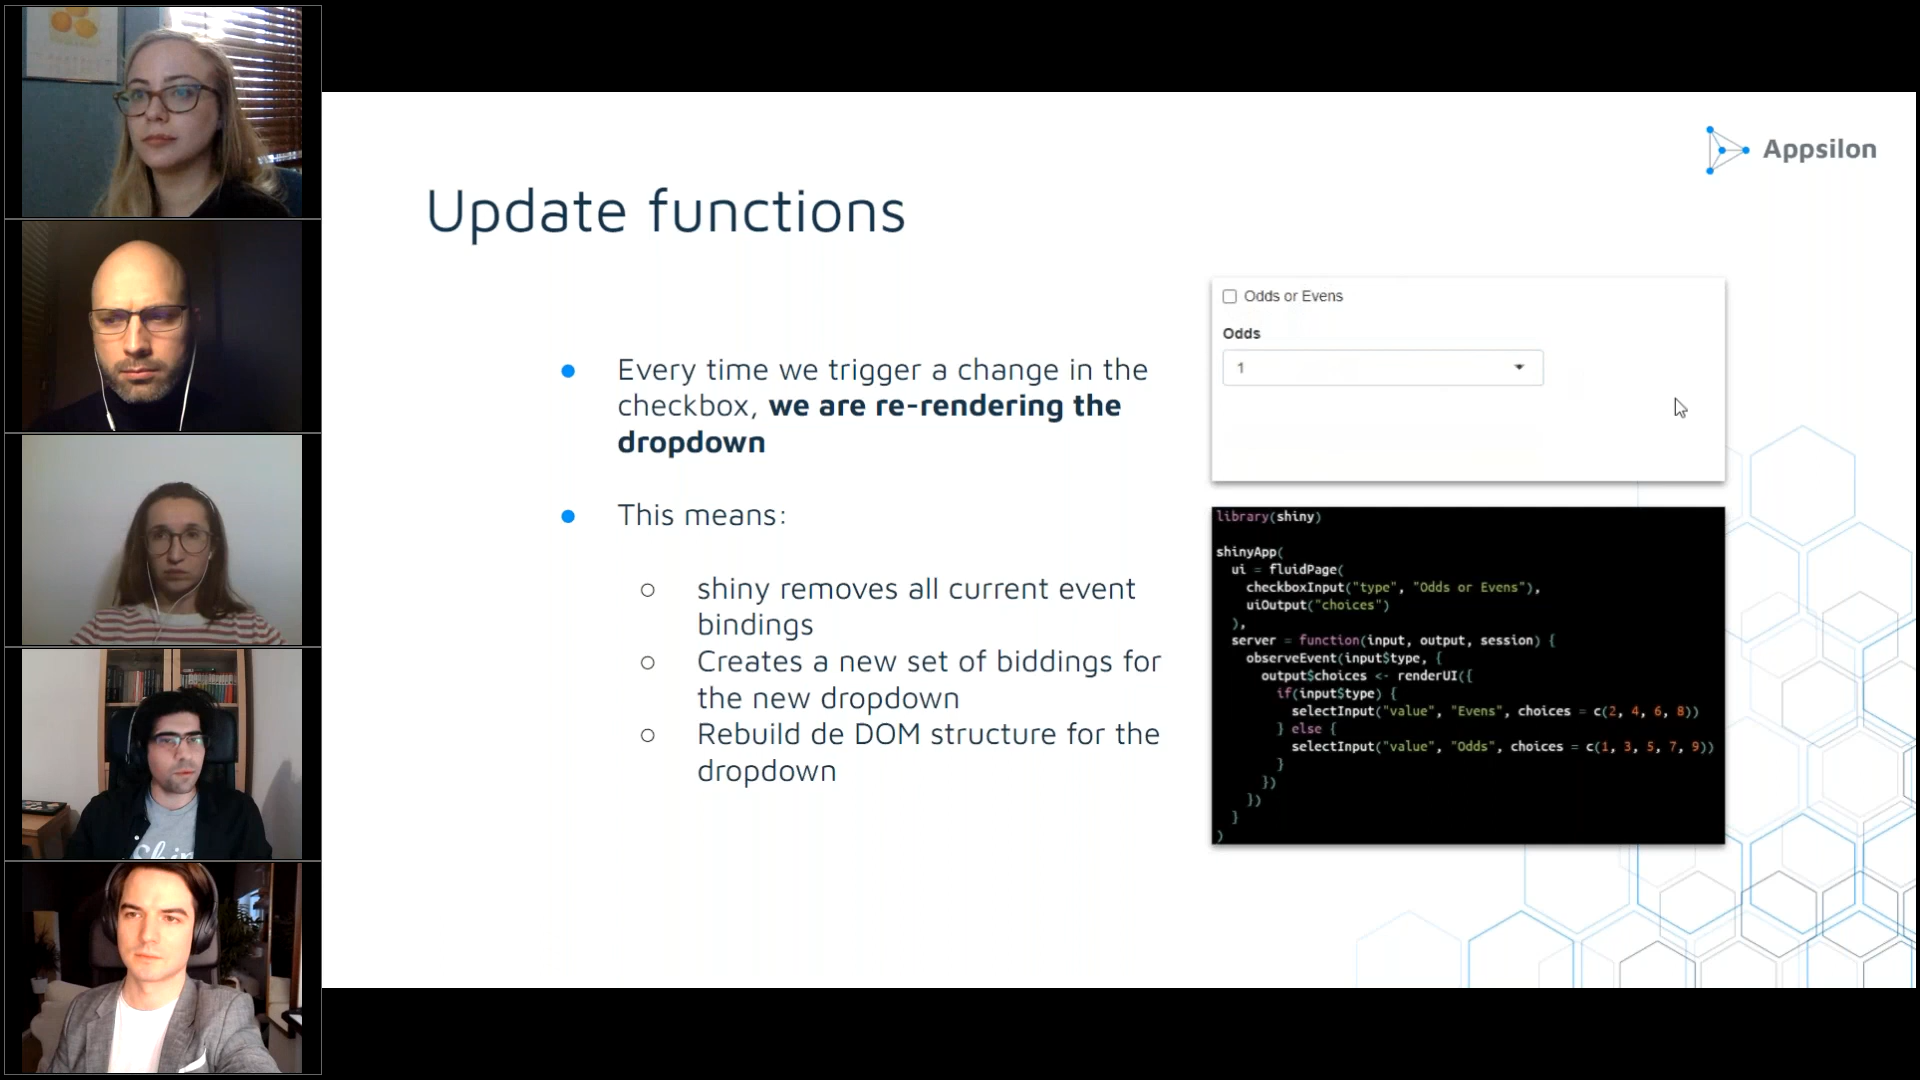 Appsilon
Update functions
Every time we trigger a change in the
checkbox, we are re-rendering the
dropdown
This means:
shiny removes all current event
bindings
Creates a new set of biddings for
the new dropdown
Rebuild de DOM structure for the
dropdown
Odds or Evens
Odds
1
library(shiny)
shinyApp(
ui = fluidPage(
checkboxInput("type", "Odds or Evens"),
uiOutput("choices")
),
server = function(input, output, session) {
observeEvent(input$type, {
output$choices <- renderUI({
if(input$type) {
selectInput("value", "Evens", choices = c(2, 4, 6, 8))
} else {
selectInput("value", "Odds", choices = c(1, 3, 5, 7, 9))
}
})
})
}
)